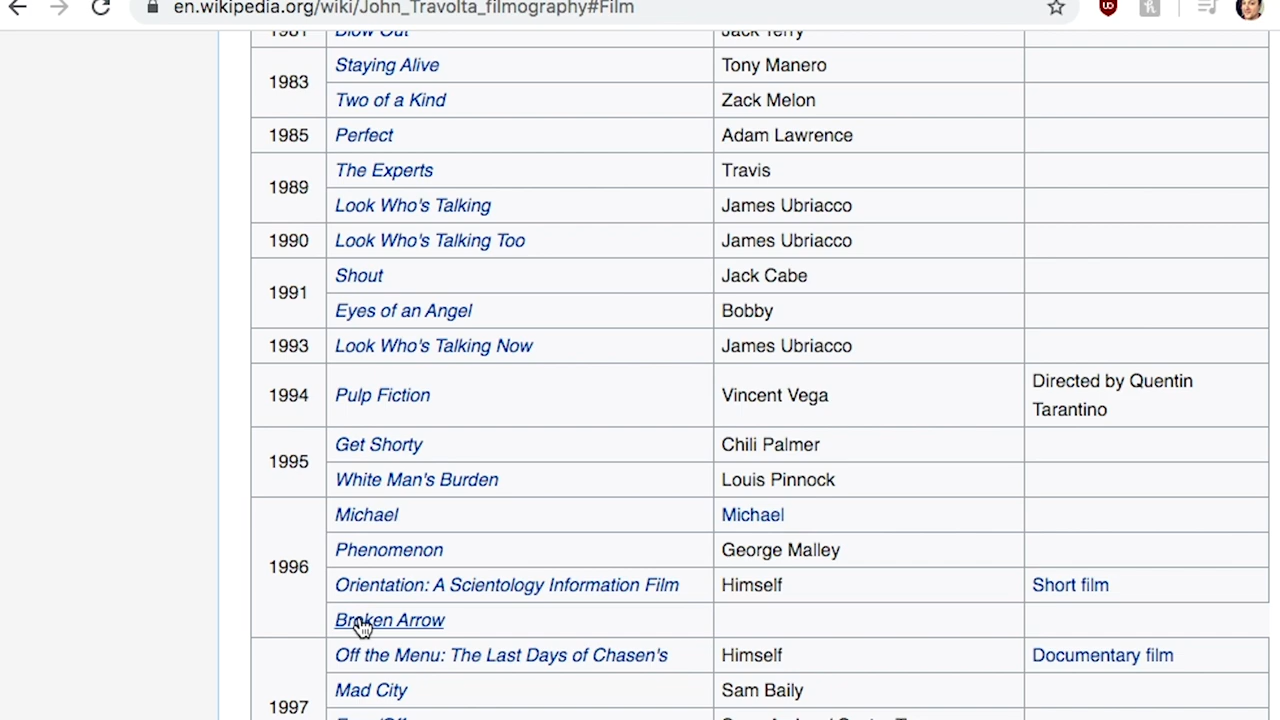 en.wikipedia.org/wiki/John_Travolta_filmography#Film
1981 Blow Out Jack Terry
1983 Staying Alive Tony Manero
Two of a Kind Zack Melon
1985 Perfect Adam Lawrence
1989 The Experts Travis
Look Who's Talking James Ubriacco
1990 Look Who's Talking Too James Ubriacco
1991 Shout Jack Cabe
Eyes of an Angel Bobby
1993 Look Who's Talking Now James Ubriacco
1994 Pulp Fiction Vincent Vega Directed by Quentin
Tarantino
1995 Get Shorty Chili Palmer
White Man's Burden Louis Pinnock
1996 Michael Michael
Phenomenon George Malley
Orientation: A Scientology Information Film Himself Short film
Broken Arrow
Off the Menu: The Last Days of Chasen's Himself Documentary film
1997 Mad City Sam Baily